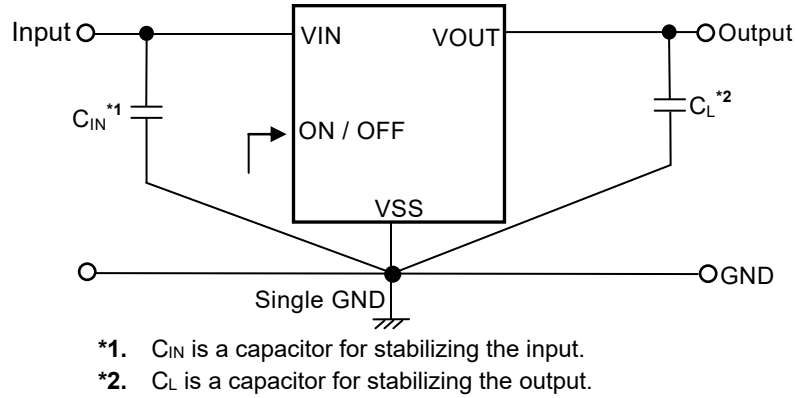 Input
VIN
VOUT
Output
CIN*1
CL*2
ON / OFF
VSS
GND
Single GND
*1. CIN is a capacitor for stabilizing the input.
*2. CL is a capacitor for stabilizing the output.